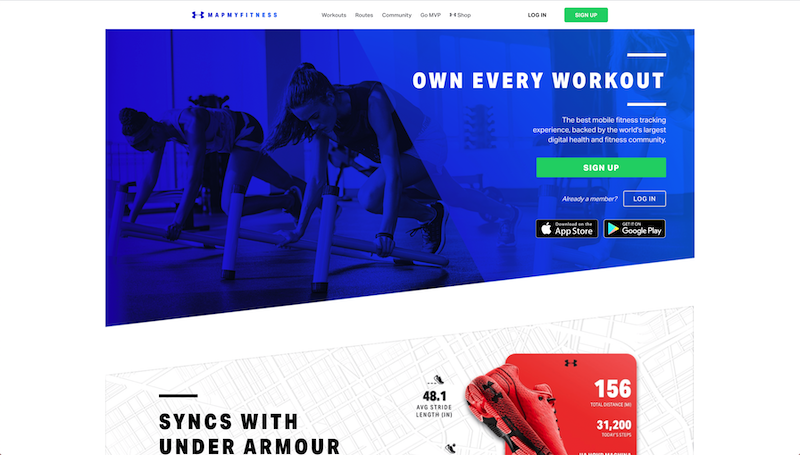 MAPMYFITNESS
Workouts Routes Community Go MVP Shop LOG IN SIGN UP
OWN EVERY WORKOUT
The best mobile fitness tracking
experience, backed by the world's largest
digital health and fitness community.
SIGN UP
Already a member? LOG IN
Download on the
App Store
GET IT ON
Google Play
SYNCS WITH
UNDER ARMOUR
48.1
AVG STRIDE
LENGTH (IN)
156
TOTAL DISTANCE (MI)
31,200
TODAY'S STEPS